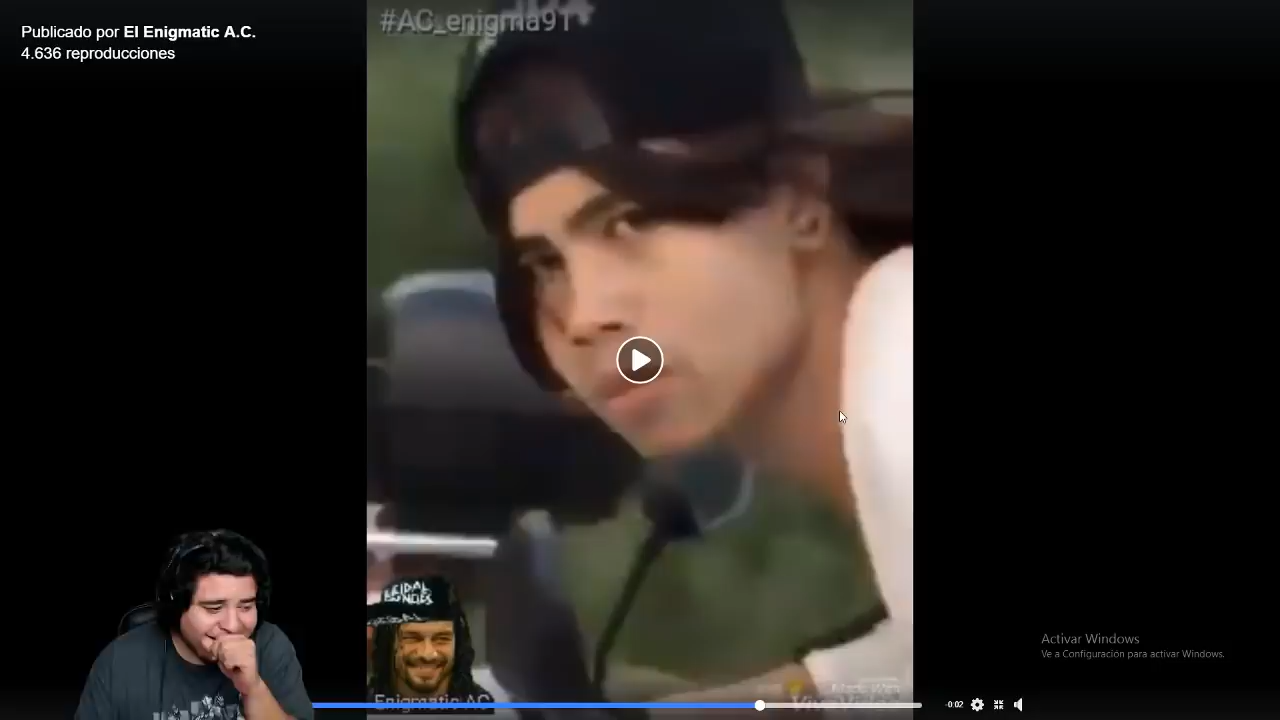 Publicado por El Enigmatic A.C.
4.636 reproducciones
#AC_enigma91
Enigmatic AC
-0:02
Activar Windows
Ve a Configuración para activar Windows.
VivaVideo